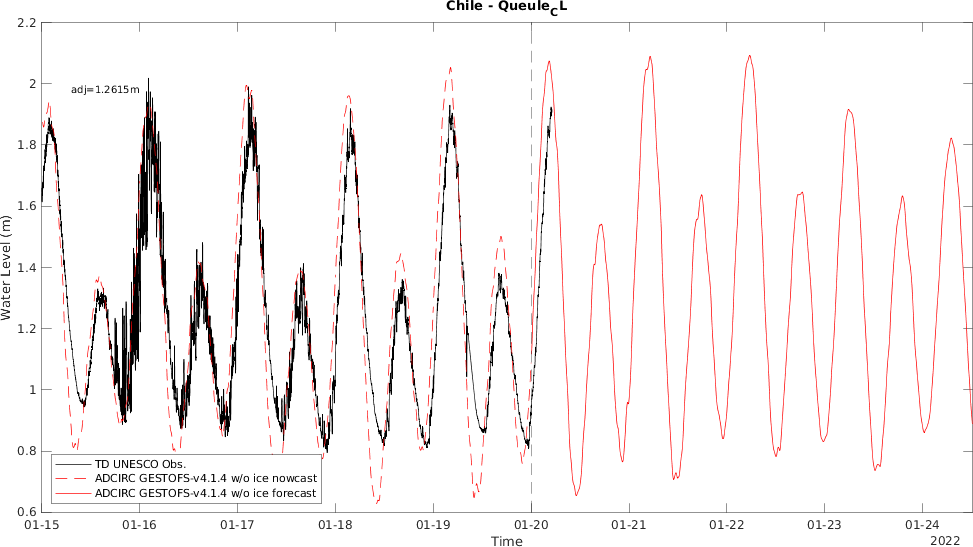 Chile - Queule_CL
2.2
2
1.8
1.6
1.4
1.2
1
0.8
0.6
Water Level (m)
adj=1.2615m
TD UNESCO Obs.
ADCIRC GESTOFS-v4.1.4 w/o ice nowcast
ADCIRC GESTOFS-v4.1.4 w/o ice forecast
01-15 01-16 01-17 01-18 01-19 01-20 01-21 01-22 01-23 01-24
Time
2022